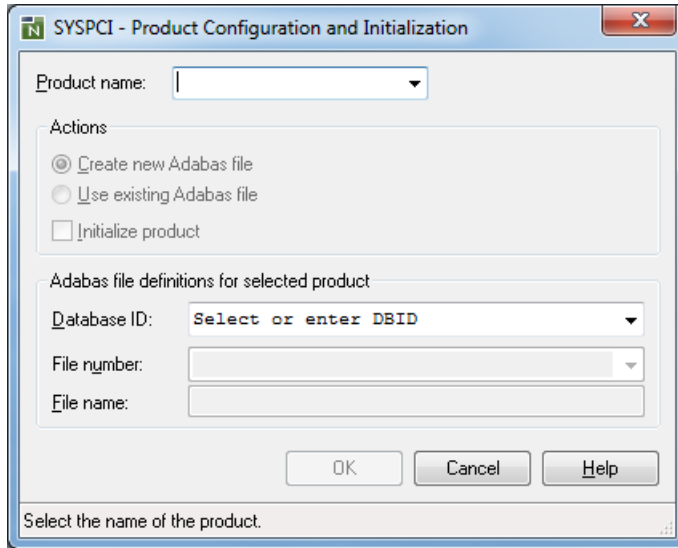 SYSPCI - Product Configuration and Initialization
Product name:
Actions
Create new Adabas file
Use existing Adabas file
Initialize product
Adabas file definitions for selected product
Database ID: Select or enter DBID
File number:
File name:
OK Cancel Help
Select the name of the product.